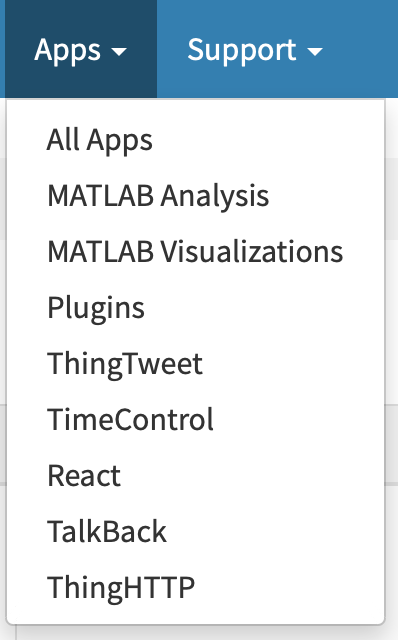 Apps Support
All Apps
MATLAB Analysis
MATLAB Visualizations
Plugins
ThingTweet
TimeControl
React
TalkBack
ThingHTTP